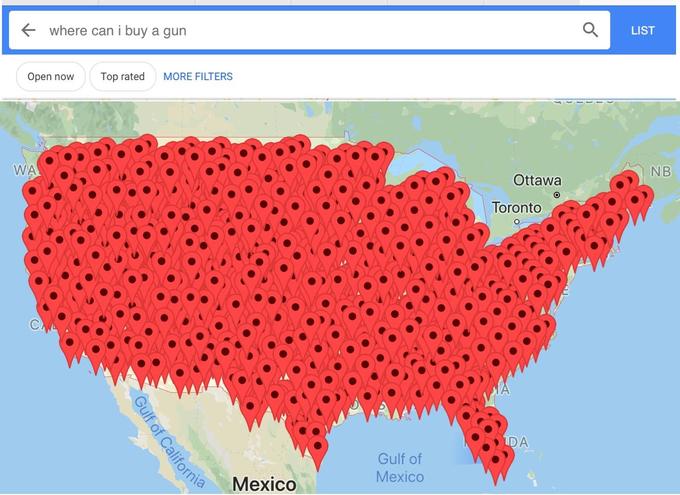 where can i buy a gun
LIST
Open now
Top rated
MORE FILTERS
WA
Ottawa
NB
Toronto
Gulf of California
Gulf of
Mexico
Mexico